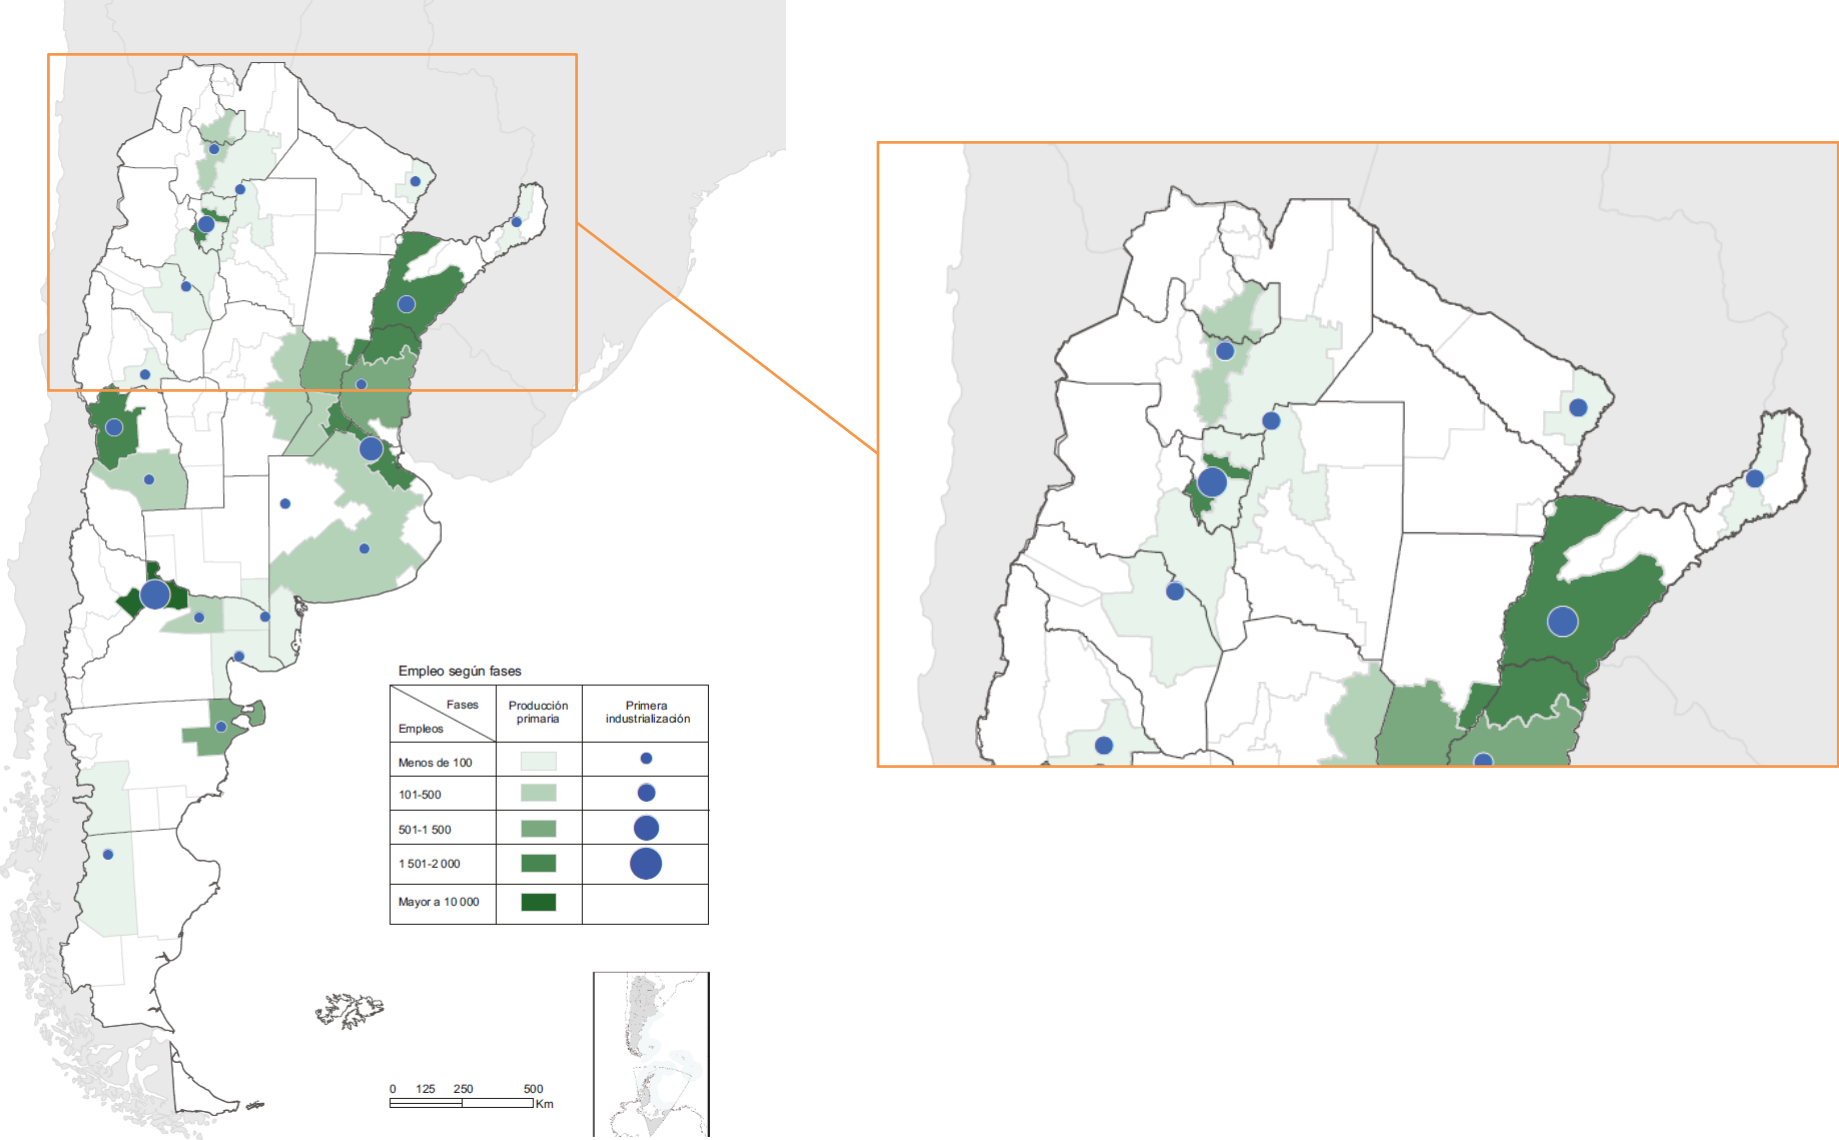 Empleo según fases
Fases
Empleos
Producción
primaria
Primera
industrialización
Menos de 100
101-500
501-1 500
1 501-2 000
Mayor a 10 000
0 125 250 500
Km